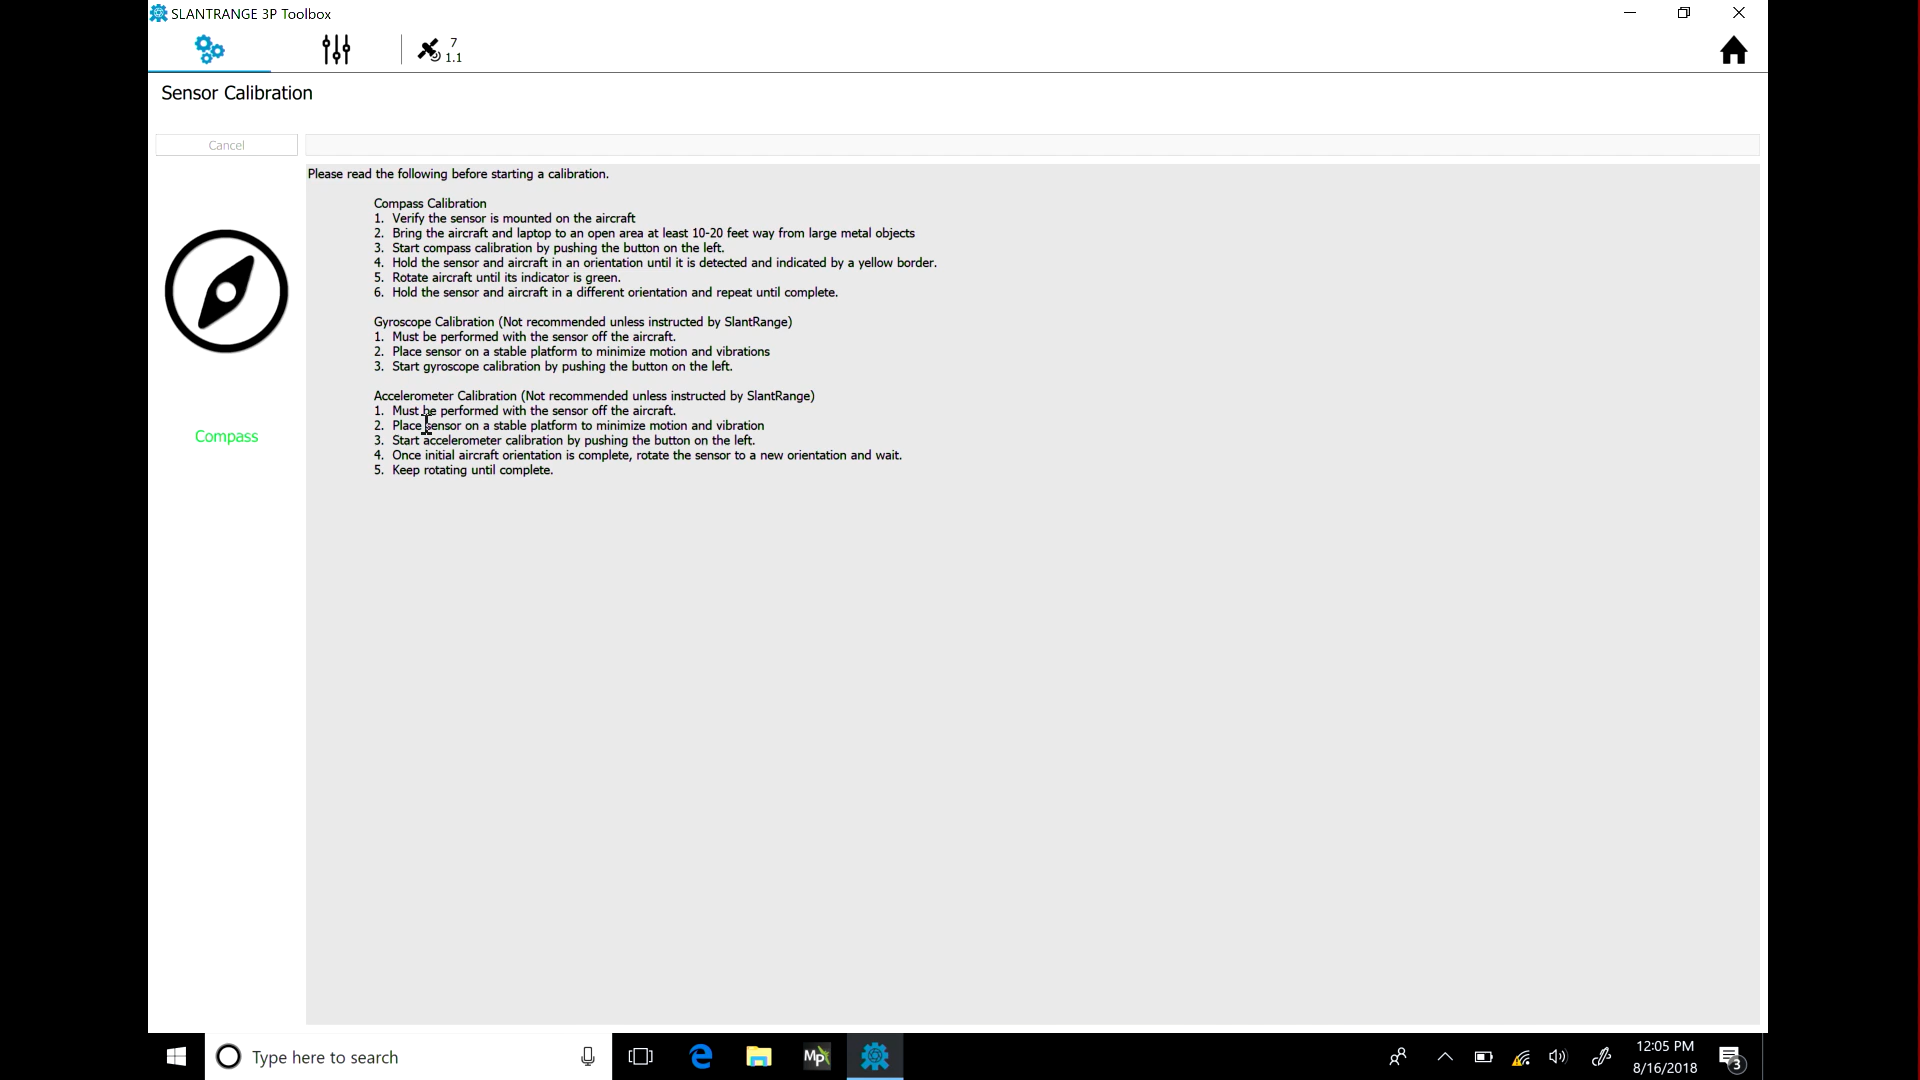 SLANTRANGE 3P Toolbox
7
1.1
Sensor Calibration
Cancel
Please read the following before starting a calibration.
Compass Calibration
1. Verify the sensor is mounted on the aircraft
2. Bring the aircraft and laptop to an open area at least 10-20 feet way from large metal objects
3. Start compass calibration by pushing the button on the left.
4. Hold the sensor and aircraft in an orientation until it is detected and indicated by a yellow border.
5. Rotate aircraft until its indicator is green.
6. Hold the sensor and aircraft in a different orientation and repeat until complete.
Gyroscope Calibration (Not recommended unless instructed by SlantRange)
1. Must be performed with the sensor off the aircraft.
2. Place sensor on a stable platform to minimize motion and vibrations
3. Start gyroscope calibration by pushing the button on the left.
Accelerometer Calibration (Not recommended unless instructed by SlantRange)
1. Must be performed with the sensor off the aircraft.
2. Place sensor on a stable platform to minimize motion and vibration
3. Start accelerometer calibration by pushing the button on the left.
4. Once initial aircraft orientation is complete, rotate the sensor to a new orientation and wait.
5. Keep rotating until complete.
Compass
Type here to search
Mp
12:05 PM
8/16/2018
3